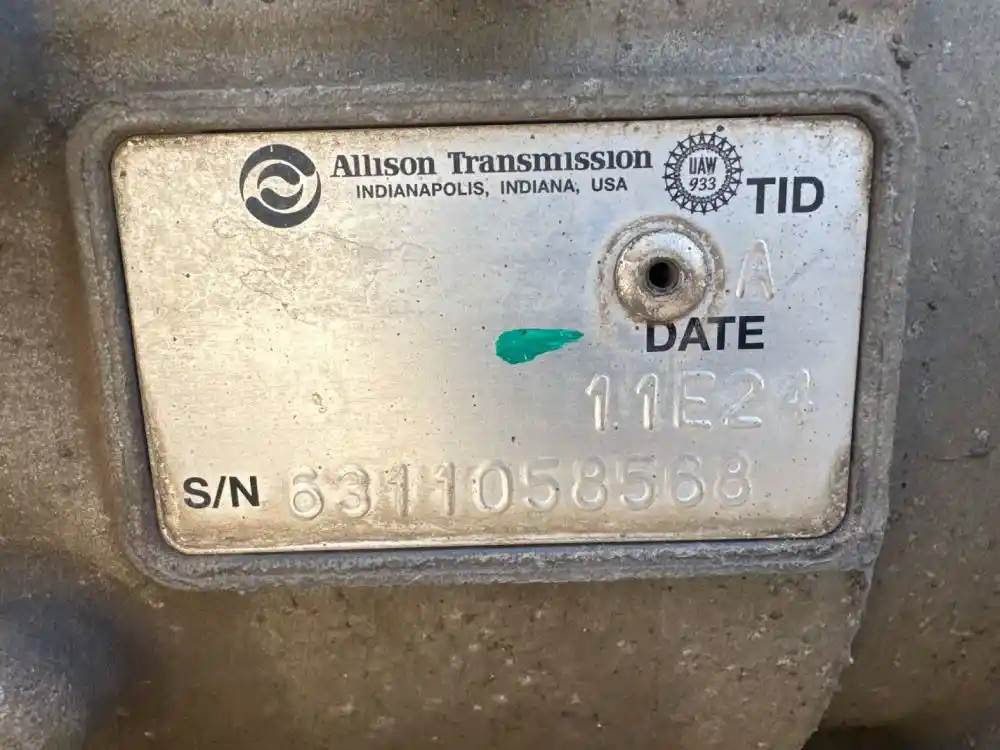 Allison Transmission
INDIANAPOLIS, INDIANA, USA
UAW
933
TID
A
DATE
11E24
S/N 6311058568